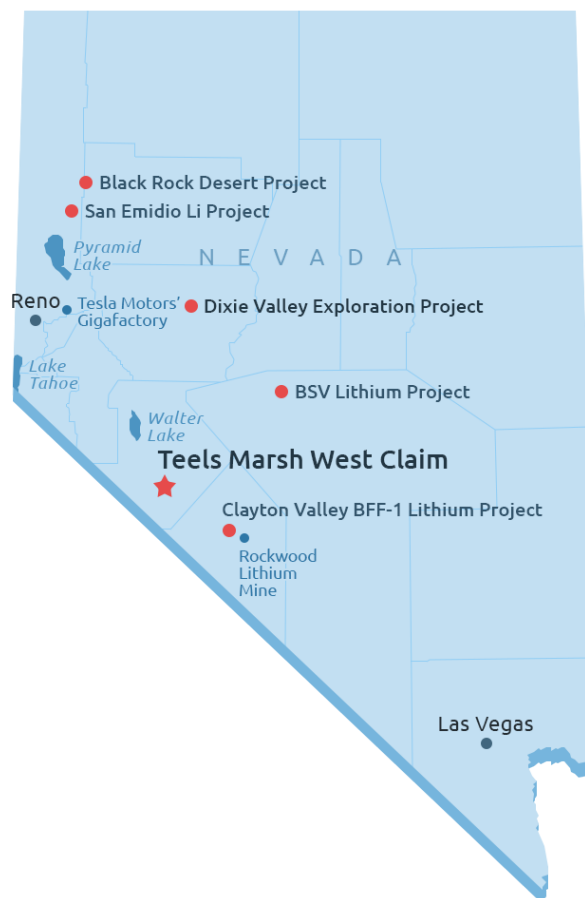 Black Rock Desert Project
San Emidio Li Project
Pyramid
Lake
NEVADA
Reno
Tesla Motors'
Gigafactory
Dixie Valley Exploration Project
Lake
Tahoe
BSV Lithium Project
Walter
Lake
Teels Marsh West Claim
Clayton Valley BFF-1 Lithium Project
Rockwood
Lithium
Mine
Las Vegas